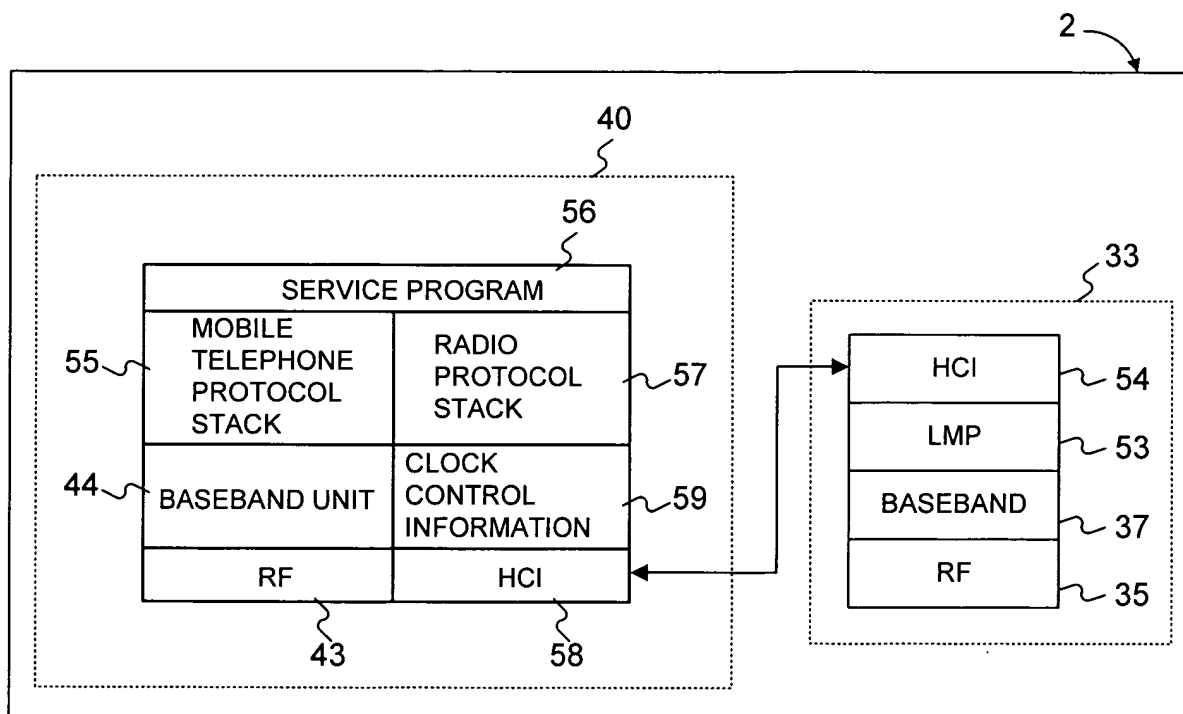 2
40
56
SERVICE PROGRAM
33
55
MOBILE
TELEPHONE
PROTOCOL
STACK
RADIO
PROTOCOL
STACK
57
HCI
54
LMP
53
44
BASEBAND UNIT
CLOCK
CONTROL
INFORMATION
59
BASEBAND
37
RF
HCI
RF
35
43
58